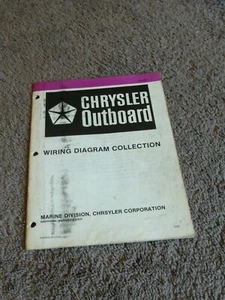 CHRYSLER
Outboard
WIRING DIAGRAM COLLECTION
MARINE DIVISION, CHRYSLER CORPORATION